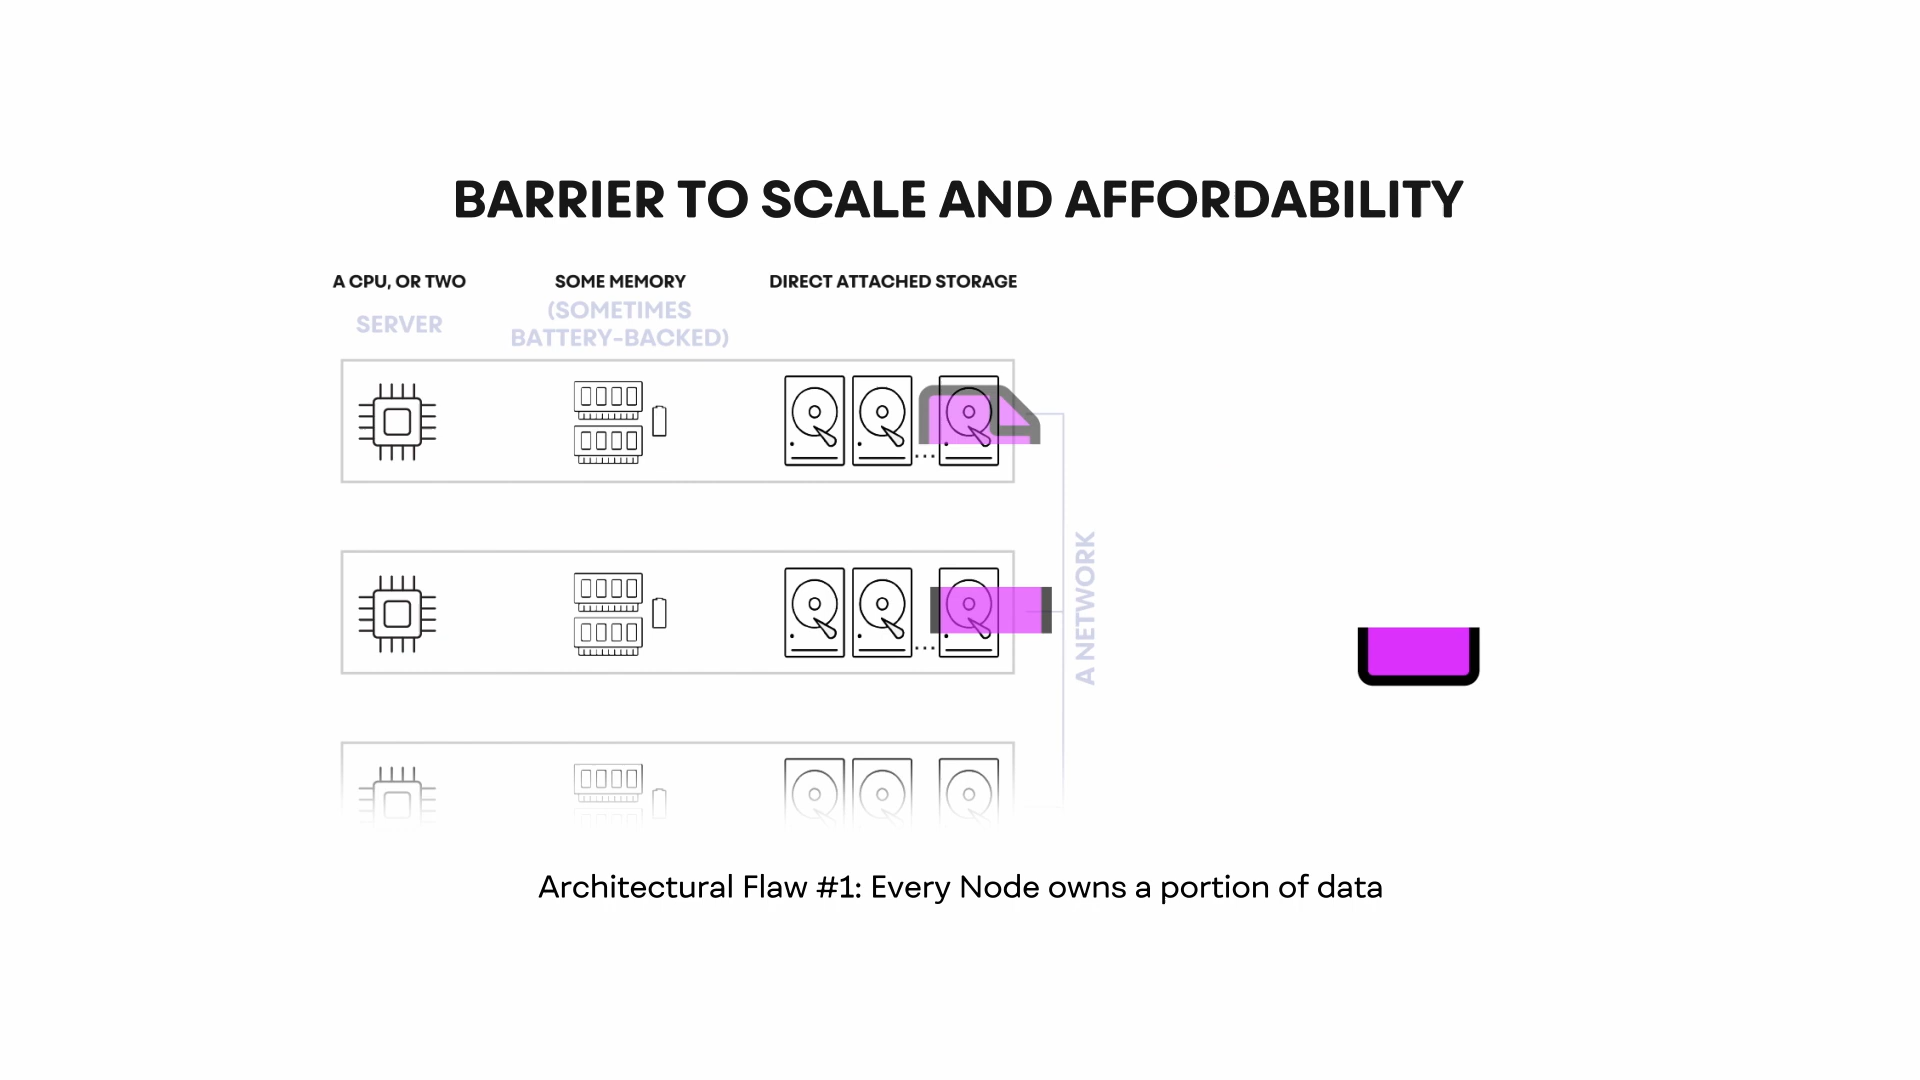 BARRIER TO SCALE AND AFFORDABILITY
A CPU, OR TWO
SERVER
SOME MEMORY
(SOMETIMES
BATTERY-BACKED)
DIRECT ATTACHED STORAGE
A NETWORK
Architectural Flaw #1: Every Node owns a portion of data